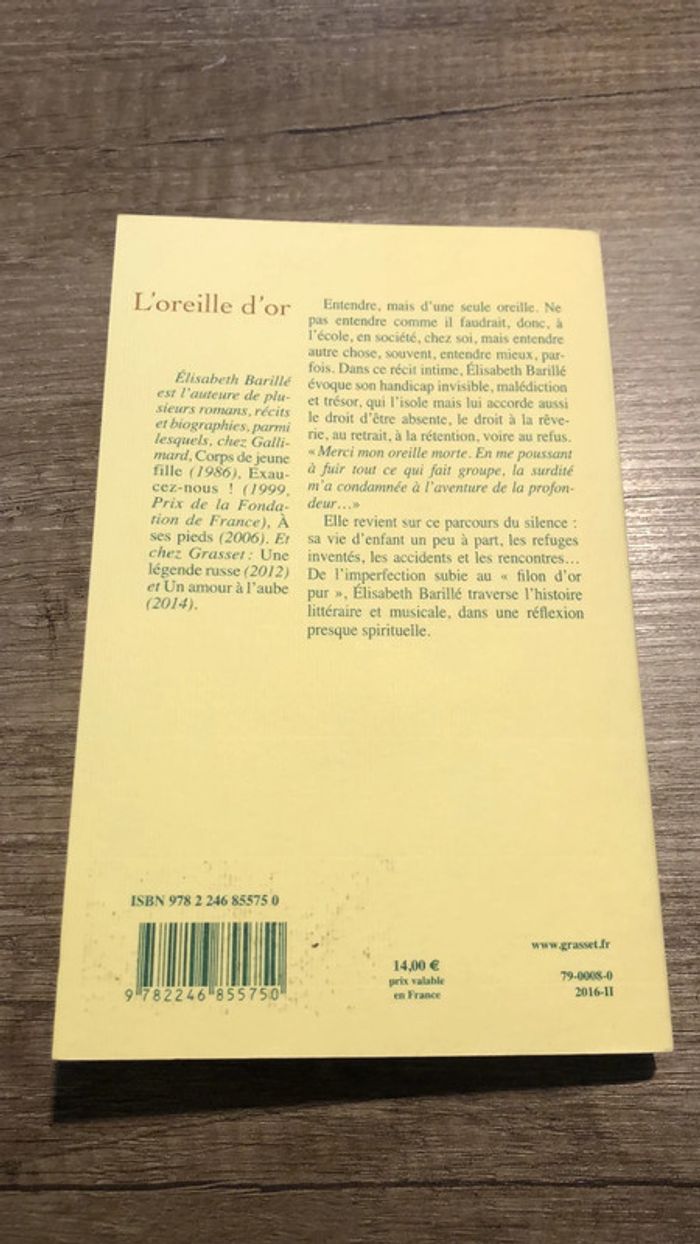 L'oreille d'or
Élisabeth Barillé
est l'auteure de plu-
sieurs romans, récits
et biographies, parmi
lesquels, chez Galli-
mard, Corps de jeune
fille (1986), Exau-
cez-nous ! (1999,
Prix de la Fonda-
tion de France), À
ses pieds (2006). Et
chez Grasset : Une
légende russe (2012)
et Un amour à l'aube
(2014).
Entendre, mais d'une seule oreille. Ne
pas entendre comme il faudrait, donc, à
l'école, en société, chez soi, mais entendre
autre chose, souvent, entendre mieux, par-
fois. Dans ce récit intime, Élisabeth Barillé
évoque son handicap invisible, malédiction
et trésor, qui l'isole mais lui accorde aussi
le droit d'être absente, le droit à la rêve-
rie, au retrait, à la rétention, voire au refus.
« Merci mon oreille morte. En me poussant
à fuir tout ce qui fait groupe, la surdité
m'a condamnée à l'aventure de la profon-
deur…»
Elle revient sur ce parcours du silence :
sa vie d'enfant un peu à part, les refuges
inventés, les accidents et les rencontres…
De l'imperfection subie au « filon d'or
pur », Élisabeth Barillé traverse l'histoire
littéraire et musicale, dans une réflexion
presque spirituelle.
ISBN 978 2 246 85575 0
9 782246 855750
14,00 €
prix valable
en France
www.grasset.fr
79-0008-0
2016-II